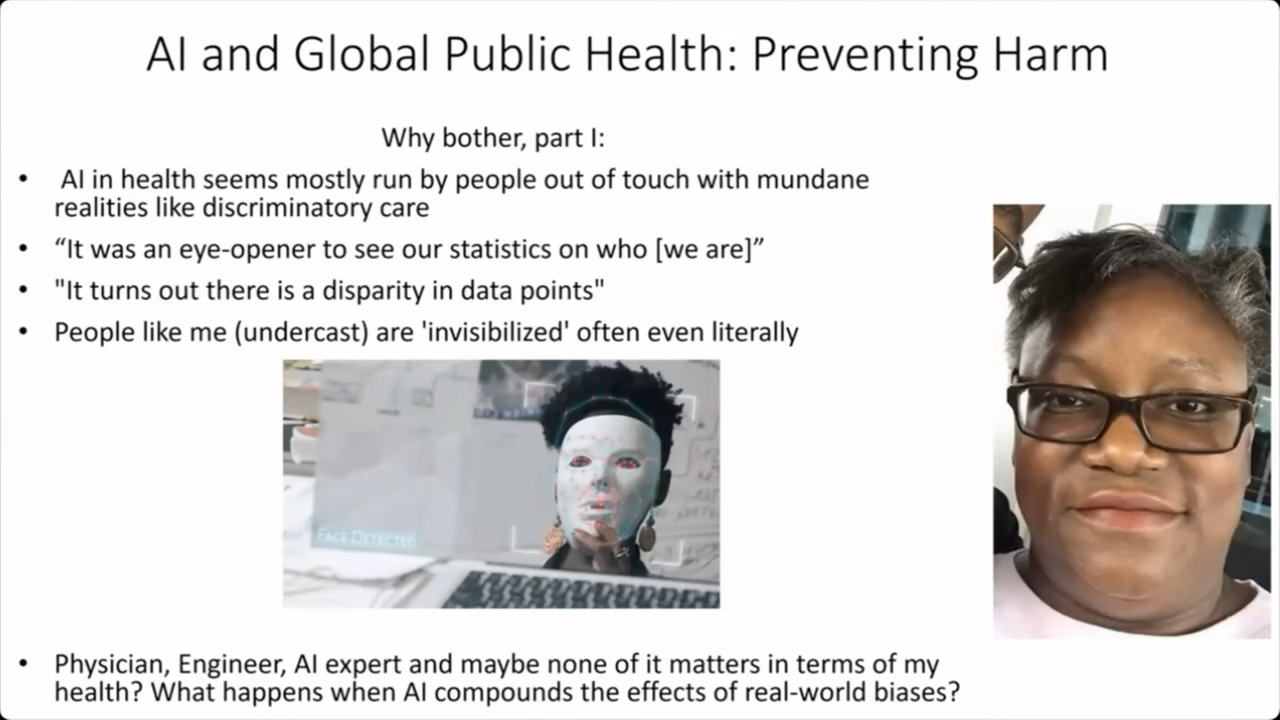 AI and Global Public Health: Preventing Harm
Why bother, part I:
• AI in health seems mostly run by people out of touch with mundane
realities like discriminatory care
• “It was an eye-opener to see our statistics on who [we are]”
• "It turns out there is a disparity in data points"
• People like me (undercast) are 'invisibilized' often even literally
FACE DETECTED
• Physician, Engineer, AI expert and maybe none of it matters in terms of my
health? What happens when AI compounds the effects of real-world biases?